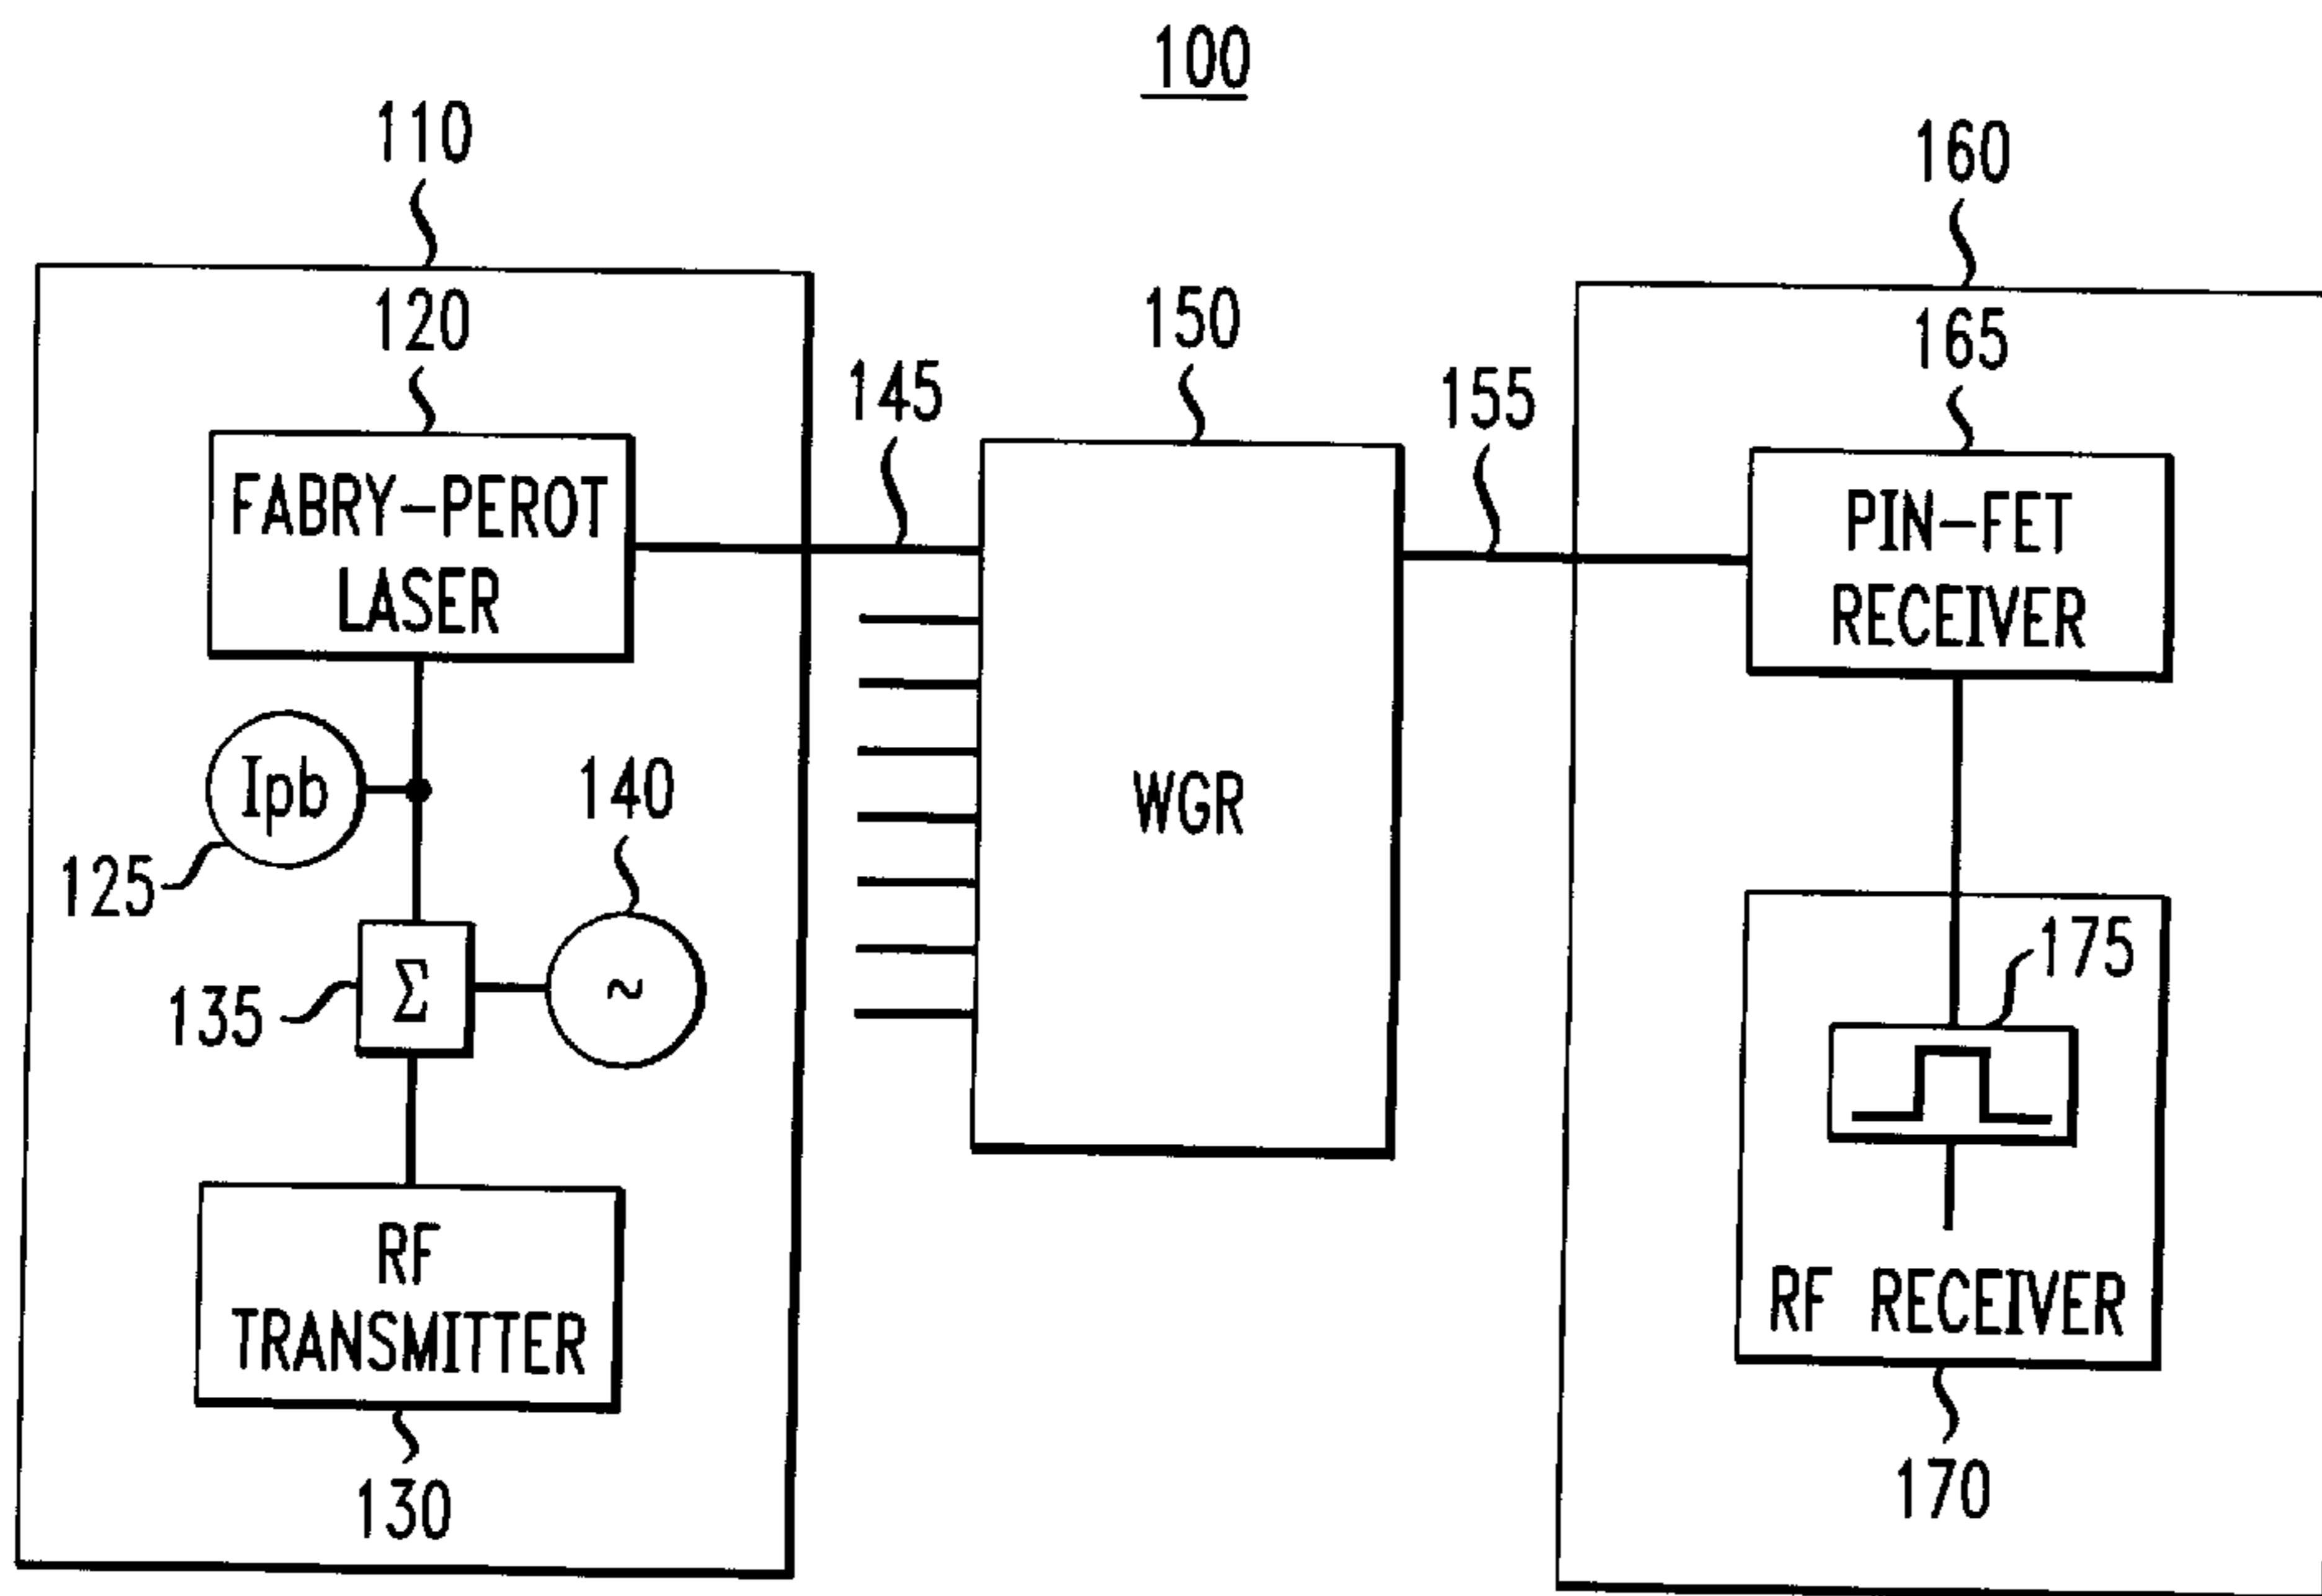 100
110
160
120
150
165
145
155
FABRY-PEROT
LASER
PIN-FET
RECEIVER
Ipb
140
WGR
125
175
135
Σ
~
RF
TRANSMITTER
RF RECEIVER
130
170